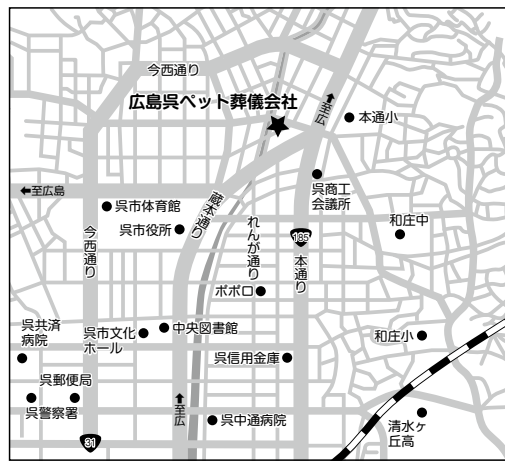 今西通り
広島呉ペット葬儀会社
↑至広
本通小
←至広島
呉商工
会議所
呉市体育館
蔵本通り
呉市役所
今西通り
れんが通り
185
本通り
和庄中
ポポロ
呉共済
病院
呉市文化
ホール
中央図書館
呉信用金庫
和庄小
呉郵便局
呉警察署
↑至広
31
呉中通病院
清水ヶ
丘高